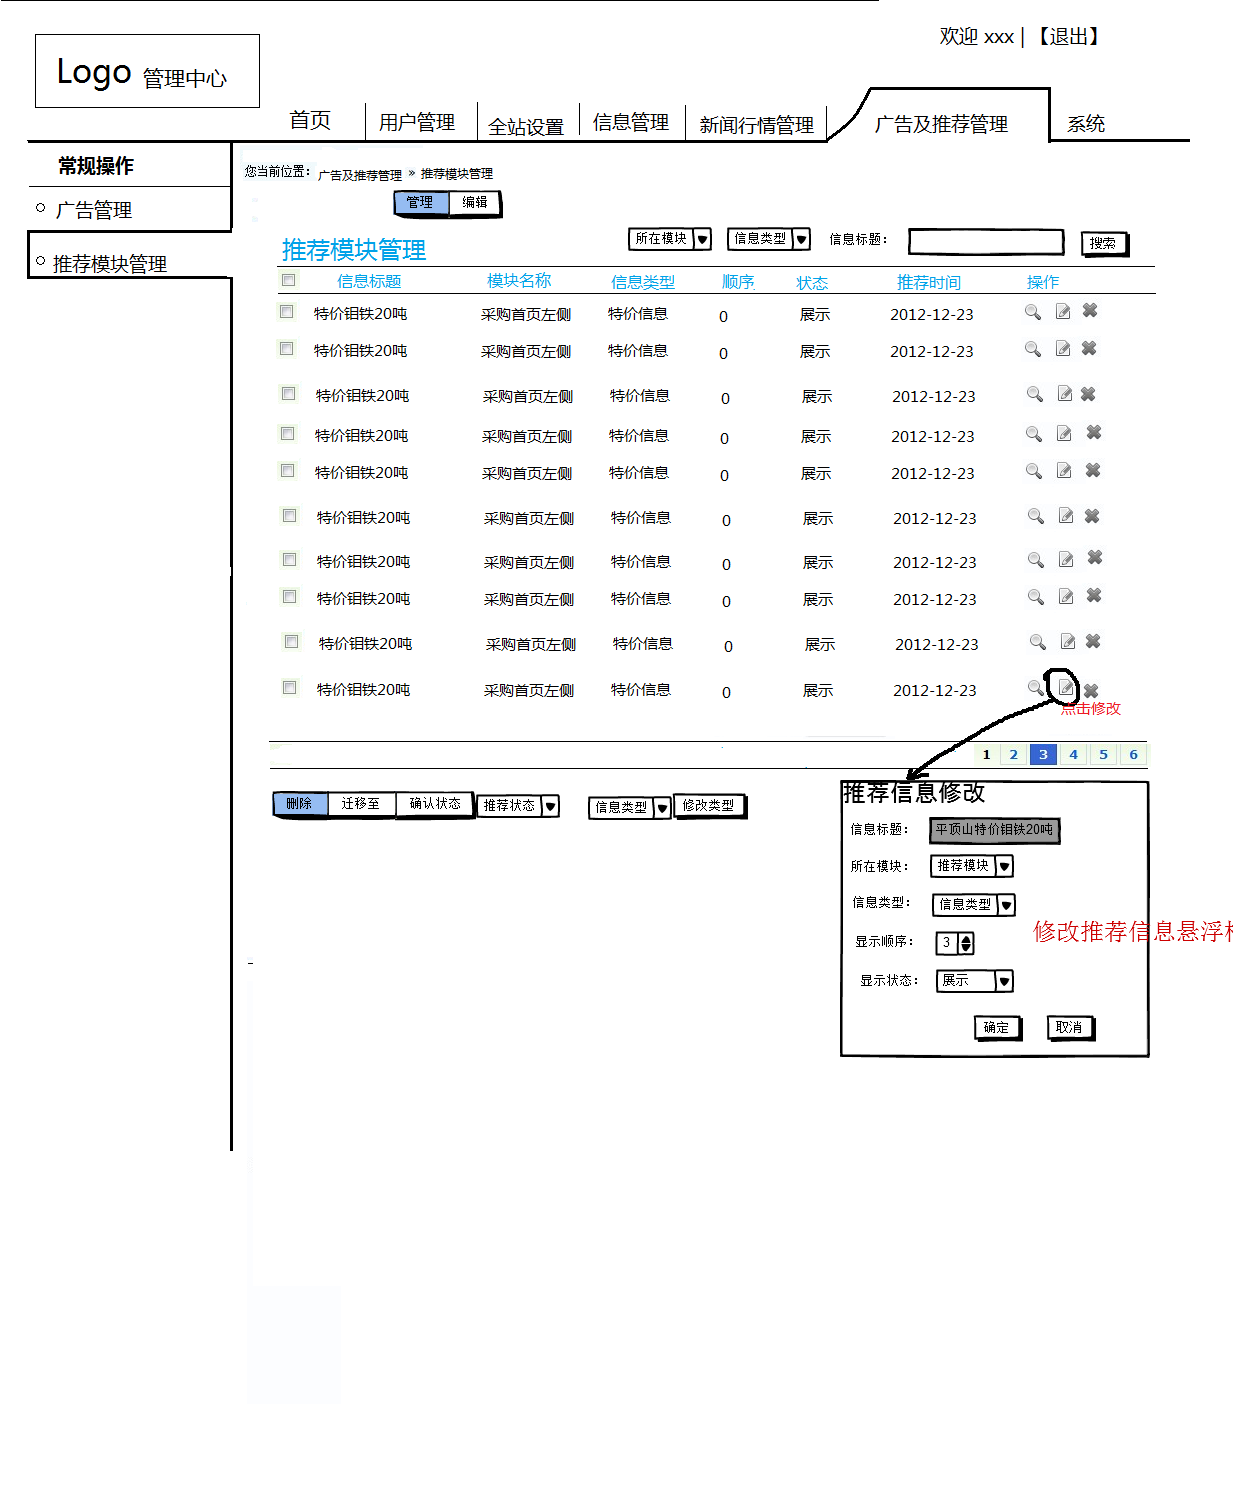 欢迎 xxx | 【退出】
Logo 管理中心
首页 用户管理 全站设置 信息管理 新闻行情管理 广告及推荐管理 系统
常规操作
广告管理
推荐模块管理
您当前位置： 广告及推荐管理 » 推荐模块管理
管理 编辑
推荐模块管理 所在模块 信息类型 信息标题： 搜索
信息标题 模块名称 信息类型 顺序 状态 推荐时间 操作
特价钼铁20吨 采购首页左侧 特价信息 0 展示 2012-12-23
特价钼铁20吨 采购首页左侧 特价信息 0 展示 2012-12-23
特价钼铁20吨 采购首页左侧 特价信息 0 展示 2012-12-23
特价钼铁20吨 采购首页左侧 特价信息 0 展示 2012-12-23
特价钼铁20吨 采购首页左侧 特价信息 0 展示 2012-12-23
特价钼铁20吨 采购首页左侧 特价信息 0 展示 2012-12-23
特价钼铁20吨 采购首页左侧 特价信息 0 展示 2012-12-23
特价钼铁20吨 采购首页左侧 特价信息 0 展示 2012-12-23
特价钼铁20吨 采购首页左侧 特价信息 0 展示 2012-12-23
特价钼铁20吨 采购首页左侧 特价信息 0 展示 2012-12-23
点击修改
1 2 3 4 5 6
删除 迁移至 确认状态 推荐状态 信息类型 修改类型
推荐信息修改
信息标题： 平顶山特价钼铁20吨
所在模块： 推荐模块
信息类型： 信息类型
修改推荐信息悬浮
显示顺序： 3
显示状态： 展示
确定 取消